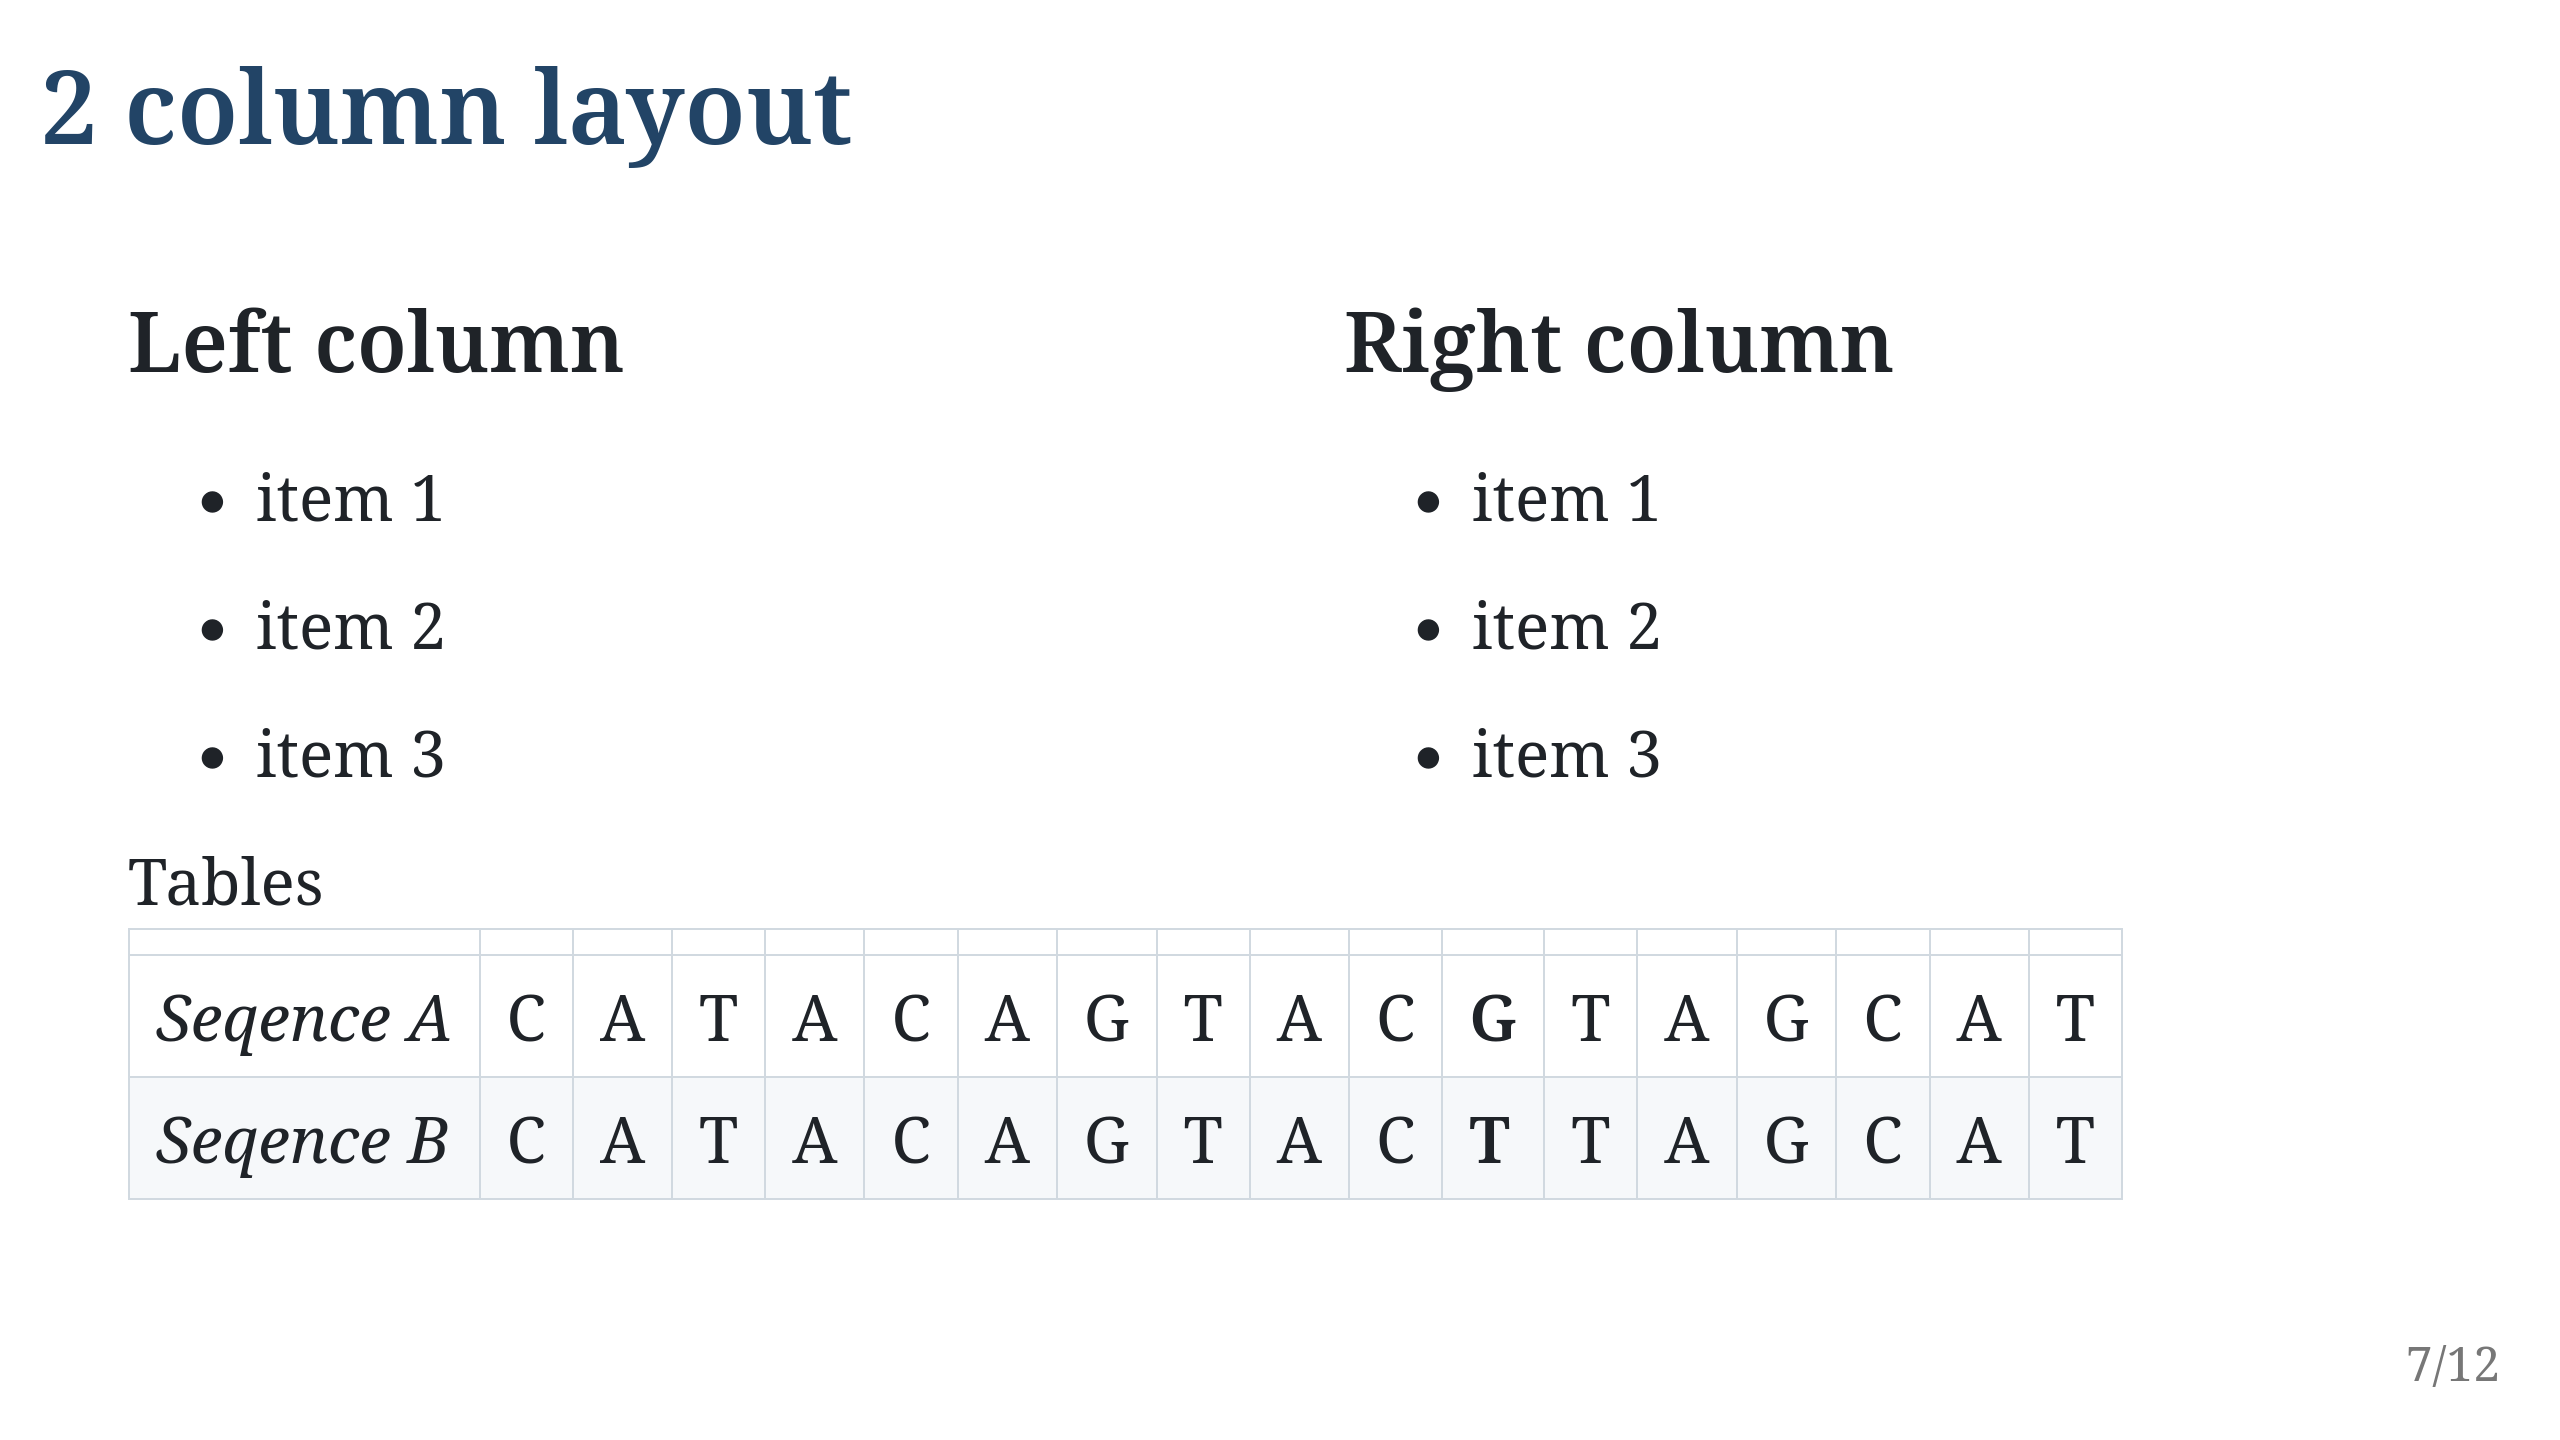 2 column layout
Left column
item 1
item 2
item 3
Right column
item 1
item 2
item 3
Tables
Seqence A C A T A C A G T A C G T A G C A T
Seqence B C A T A C A G T A C T T A G C A T
7/12